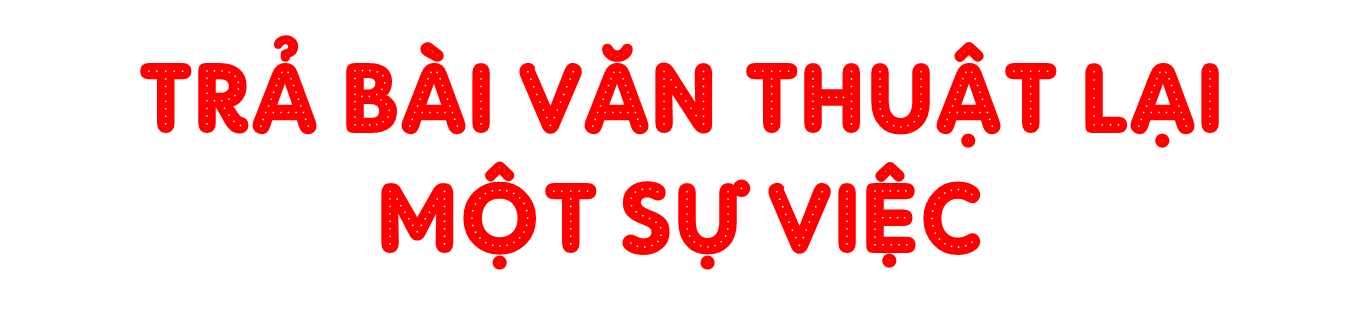 TRẢ BÀI VĂN THUẬT LẠI
MỘT SỰ VIỆC